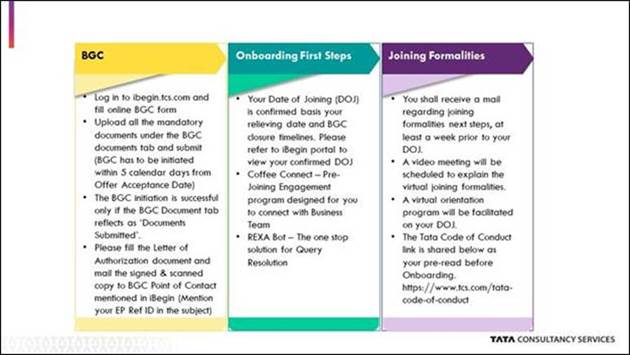 BGC
• Log in to ibegin.tcs.com and
fill online BGC form
• Upload all the mandatory
documents under the BGC
documents tab and submit
(BGC has to be initiated
within 5 calendar days from
Offer Acceptance Date)
• The BGC initiation is successful
only if the BGC Document tab
reflects as 'Documents
Submitted'.
• Please fill the Letter of
Authorization document and
mail the signed & scanned
copy to BGC Point of Contact
mentioned in iBegin (Mention
your EP Ref ID in the subject)
Onboarding First Steps
• Your Date of Joining (DOJ)
is confirmed basis your
relieving date and BGC
closure timelines. Please
refer to iBegin portal to
view your confirmed DOJ
• Coffee Connect – Pre-
Joining Engagement
program designed for you
to connect with Business
Team
• REXA Bot – The one stop
solution for Query
Resolution
Joining Formalities
• You shall receive a mail
regarding joining
formalities next steps, at
least a week prior to your
DOJ.
• A video meeting will be
scheduled to explain the
virtual joining formalities.
• A virtual orientation
program will be facilitated
on your DOJ.
• The Tata Code of Conduct
link is shared below as
your pre-read before
Onboarding.
https://www.tcs.com/tata-
code-of-conduct
TATA CONSULTANCY SERVICES